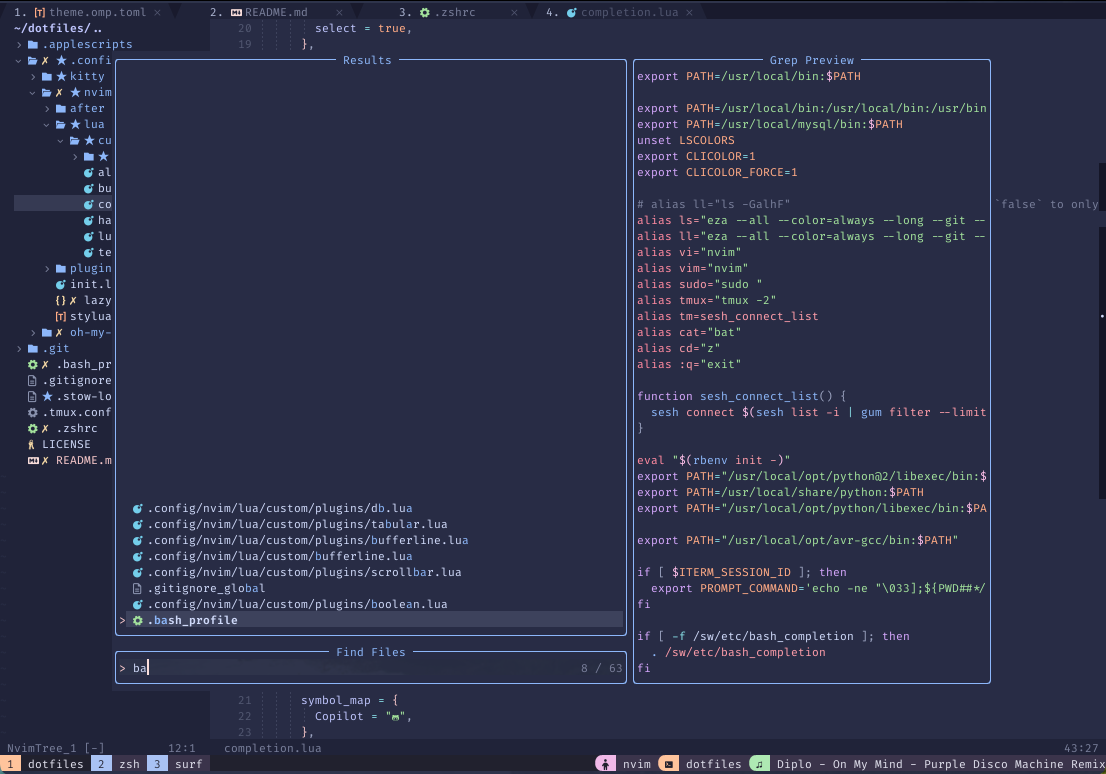 1. [T] theme.omp.toml × 2. README.md × 3. .zshrc × 4. completion.lua ×
~/dotfiles/..
.applescripts
.confi
kitty
nvim
after
lua
cu
al
bu
co
ha
lu
te
plugin
init.l
{} ✗ lazy
[T] stylua
✗ oh-my-
.git
✗ .bash_pr
.gitignore
★ .stow-lo
.tmux.conf
✗ .zshrc
LICENSE
✗ README.m
20 select = true,
19 },
Results
.config/nvim/lua/custom/plugins/db.lua
.config/nvim/lua/custom/plugins/tabular.lua
.config/nvim/lua/custom/plugins/bufferline.lua
.config/nvim/lua/custom/bufferline.lua
.config/nvim/lua/custom/plugins/scrollbar.lua
.gitignore_global
.config/nvim/lua/custom/plugins/boolean.lua
> .bash_profile
Find Files
> ba 8 / 63
Grep Preview
export PATH=/usr/local/bin:$PATH
export PATH=/usr/local/bin:/usr/local/bin:/usr/bin
export PATH=/usr/local/mysql/bin:$PATH
unset LSCOLORS
export CLICOLOR=1
export CLICOLOR_FORCE=1
# alias ll="ls -GalhF"
alias ls="eza --all --color=always --long --git --
alias ll="eza --all --color=always --long --git --
alias vi="nvim"
alias vim="nvim"
alias sudo="sudo "
alias tmux="tmux -2"
alias tm=sesh_connect_list
alias cat="bat"
alias cd="z"
alias :q="exit"
function sesh_connect_list() {
sesh connect $(sesh list -i | gum filter --limit
}
eval "$(rbenv init -)"
export PATH="/usr/local/opt/python@2/libexec/bin:$
export PATH=/usr/local/share/python:$PATH
export PATH="/usr/local/opt/python/libexec/bin:$PA
export PATH="/usr/local/opt/avr-gcc/bin:$PATH"
if [ $ITERM_SESSION_ID ]; then
export PROMPT_COMMAND='echo -ne "\033];${PWD##*/
fi
if [ -f /sw/etc/bash_completion ]; then
. /sw/etc/bash_completion
fi
`false` to only
21 symbol_map = {
22 Copilot = "",
23 },
NvimTree_1 [-] 12:1 completion.lua 43:27
1 dotfiles 2 zsh 3 surf nvim dotfiles ♫ Diplo - On My Mind - Purple Disco Machine Remix